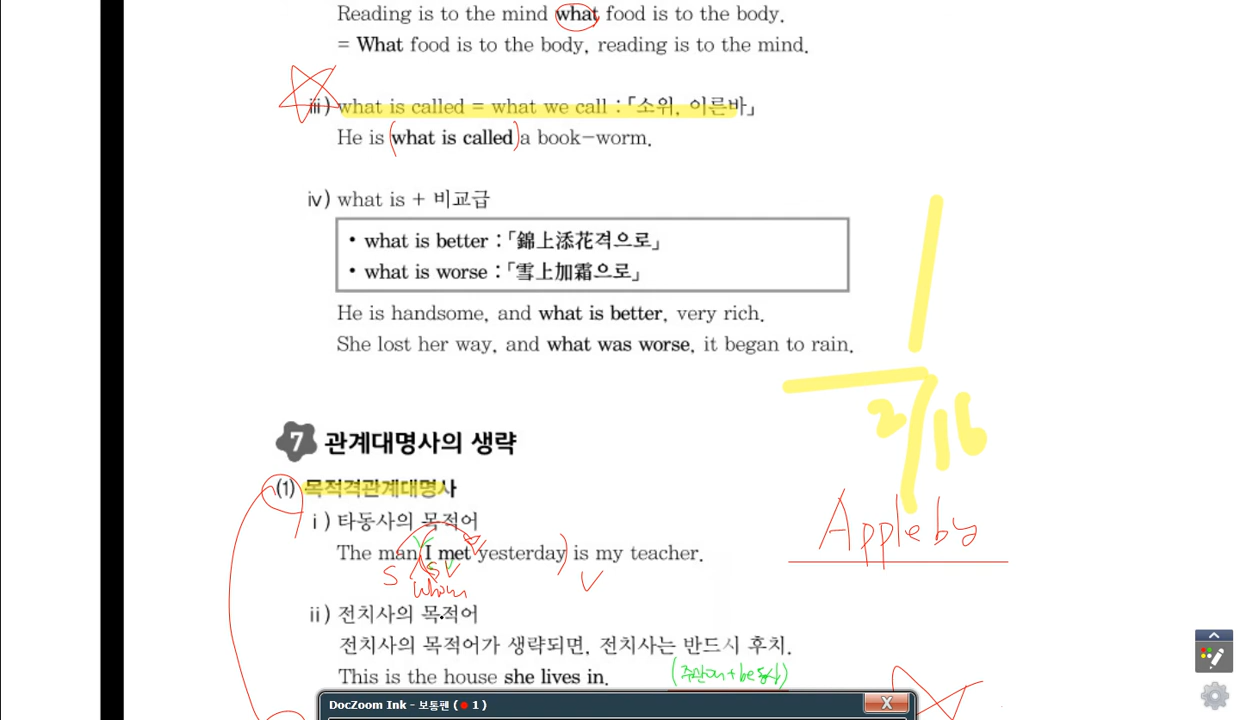 Reading is to the mind what food is to the body.
= What food is to the body, reading is to the mind.
ⅲ) what is called = what we call : 「소위, 이른바」
He is (what is called) a book-worm.
ⅳ) what is + 비교급
• what is better : 「錦上添花격으로」
• what is worse : 「雪上加霜으로」
He is handsome, and what is better, very rich.
She lost her way, and what was worse, it began to rain.
2/16
7 관계대명사의 생략
(1) 목적격관계대명사
Appleby
ⅰ) 타동사의 목적어
The man I met yesterday) is my teacher.
S S V V
whom
ⅱ) 전치사의 목적어
전치사의 목적어가 생략되면, 전치사는 반드시 후치.
This is the house she lives in.
DocZoom Ink - 보통펜 ( 1 )